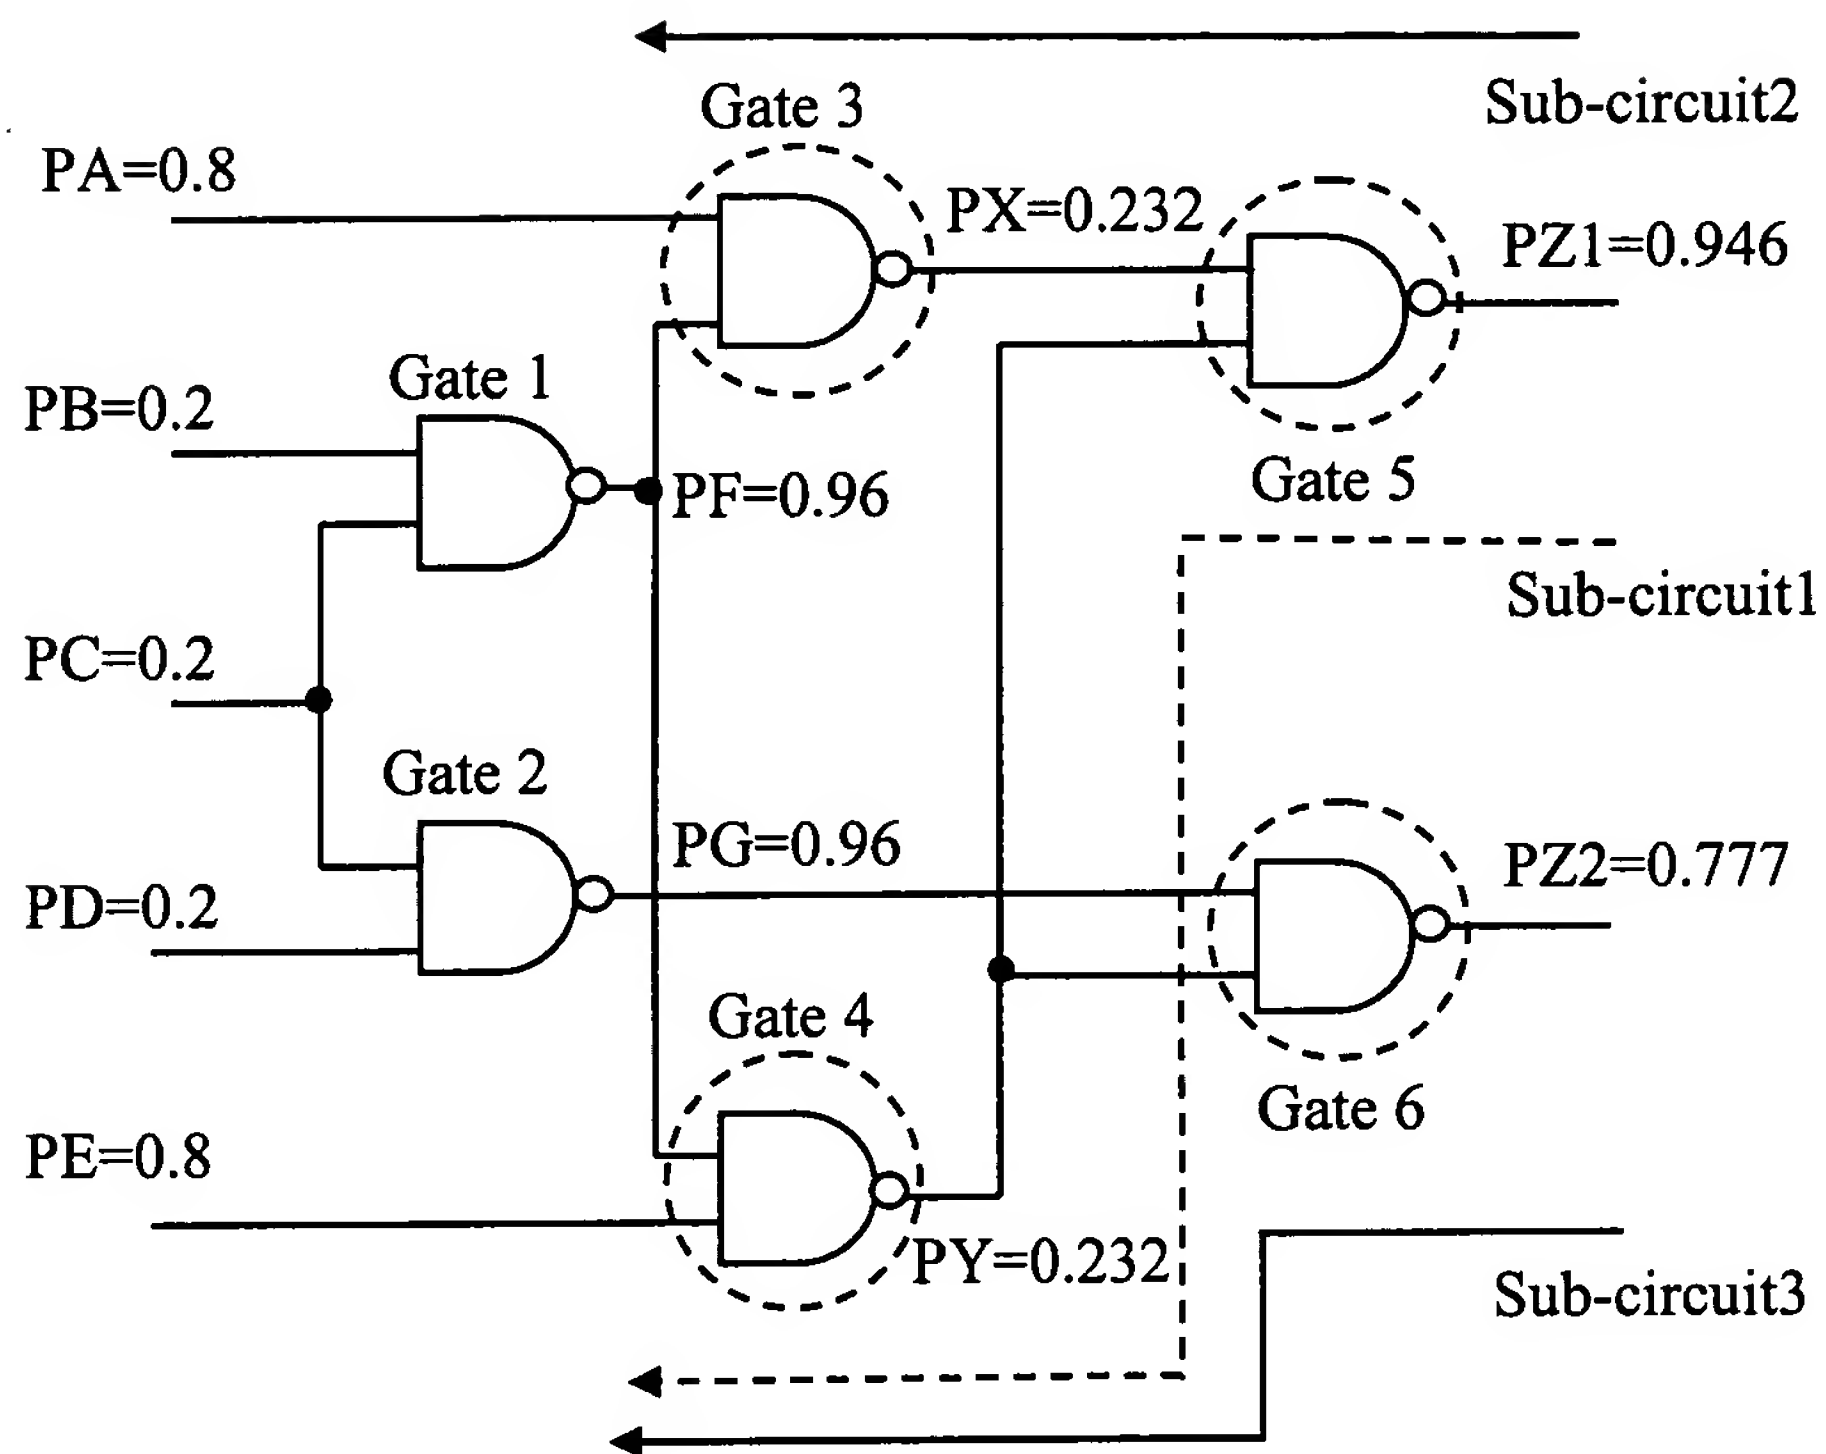 Sub-circuit2
Gate 3
PA=0.8
PX=0.232
PZ1=0.946
Gate 1
PB=0.2
PF=0.96
Gate 5
Sub-circuit1
PC=0.2
Gate 2
PG=0.96
PZ2=0.777
PD=0.2
Gate 4
Gate 6
PE=0.8
PY=0.232
Sub-circuit3